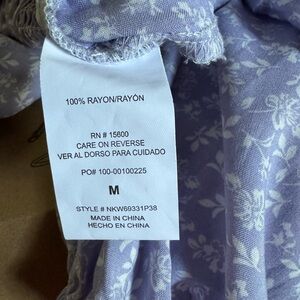 100% RAYON/RAYÓN
RN # 15600
CARE ON REVERSE
VER AL DORSO PARA CUIDADO
PO# 100-00100225
M
STYLE # NKW69331P38
MADE IN CHINA
HECHO EN CHINA